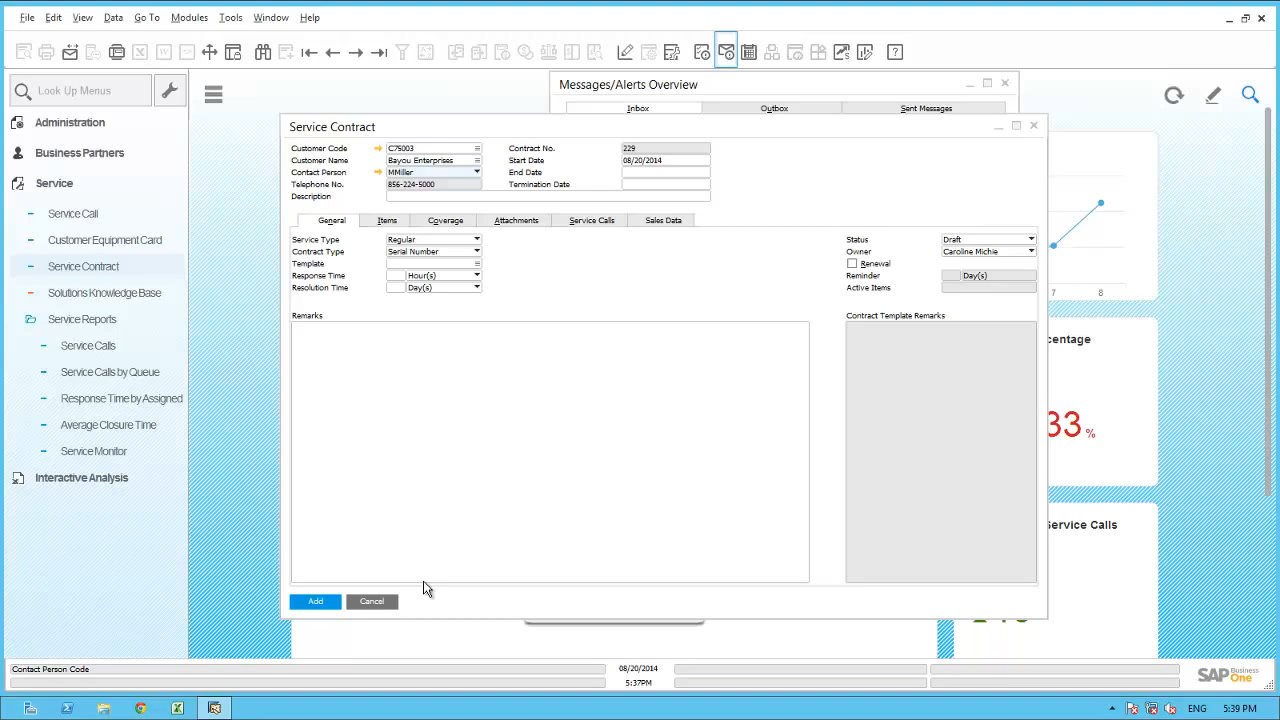 File Edit View Data Go To Modules Tools Window Help
Look Up Menus
Administration
Business Partners
Service
Service Call
Customer Equipment Card
Service Contract
Solutions Knowledge Base
Service Reports
Service Calls
Service Calls by Queue
Response Time by Assigned
Average Closure Time
Service Monitor
Interactive Analysis
Messages/Alerts Overview
Inbox Outbox Sent Messages
Service Contract
Customer Code C75003 Contract No. 229
Customer Name Bayou Enterprises Start Date 08/20/2014
Contact Person MMiller End Date
Telephone No. 856-224-5000 Termination Date
Description
General Items Coverage Attachments Service Calls Sales Data
Service Type Regular Status Draft
Contract Type Serial Number Owner Caroline Michie
Template Renewal
Response Time Hour(s) Reminder Day(s)
Resolution Time Day(s) Active Items
Remarks Contract Template Remarks
Add Cancel
7 8
centage
33 %
Service Calls
Contact Person Code 08/20/2014
5:37PM
SAP Business One
ENG 5:39 PM